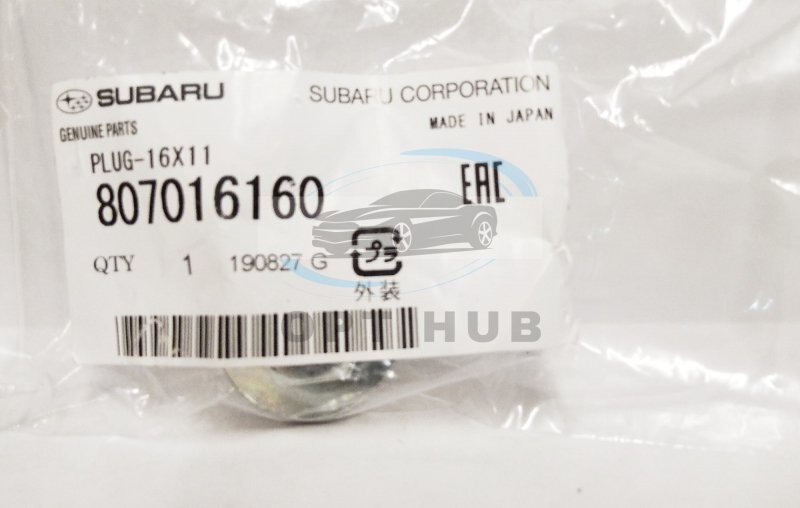 SUBARU SUBARU CORPORATION
GENUINE PARTS MADE IN JAPAN
PLUG-16X11
807016160 EAC
QTY 1 190827 G プラ
外装
OPTIHUB